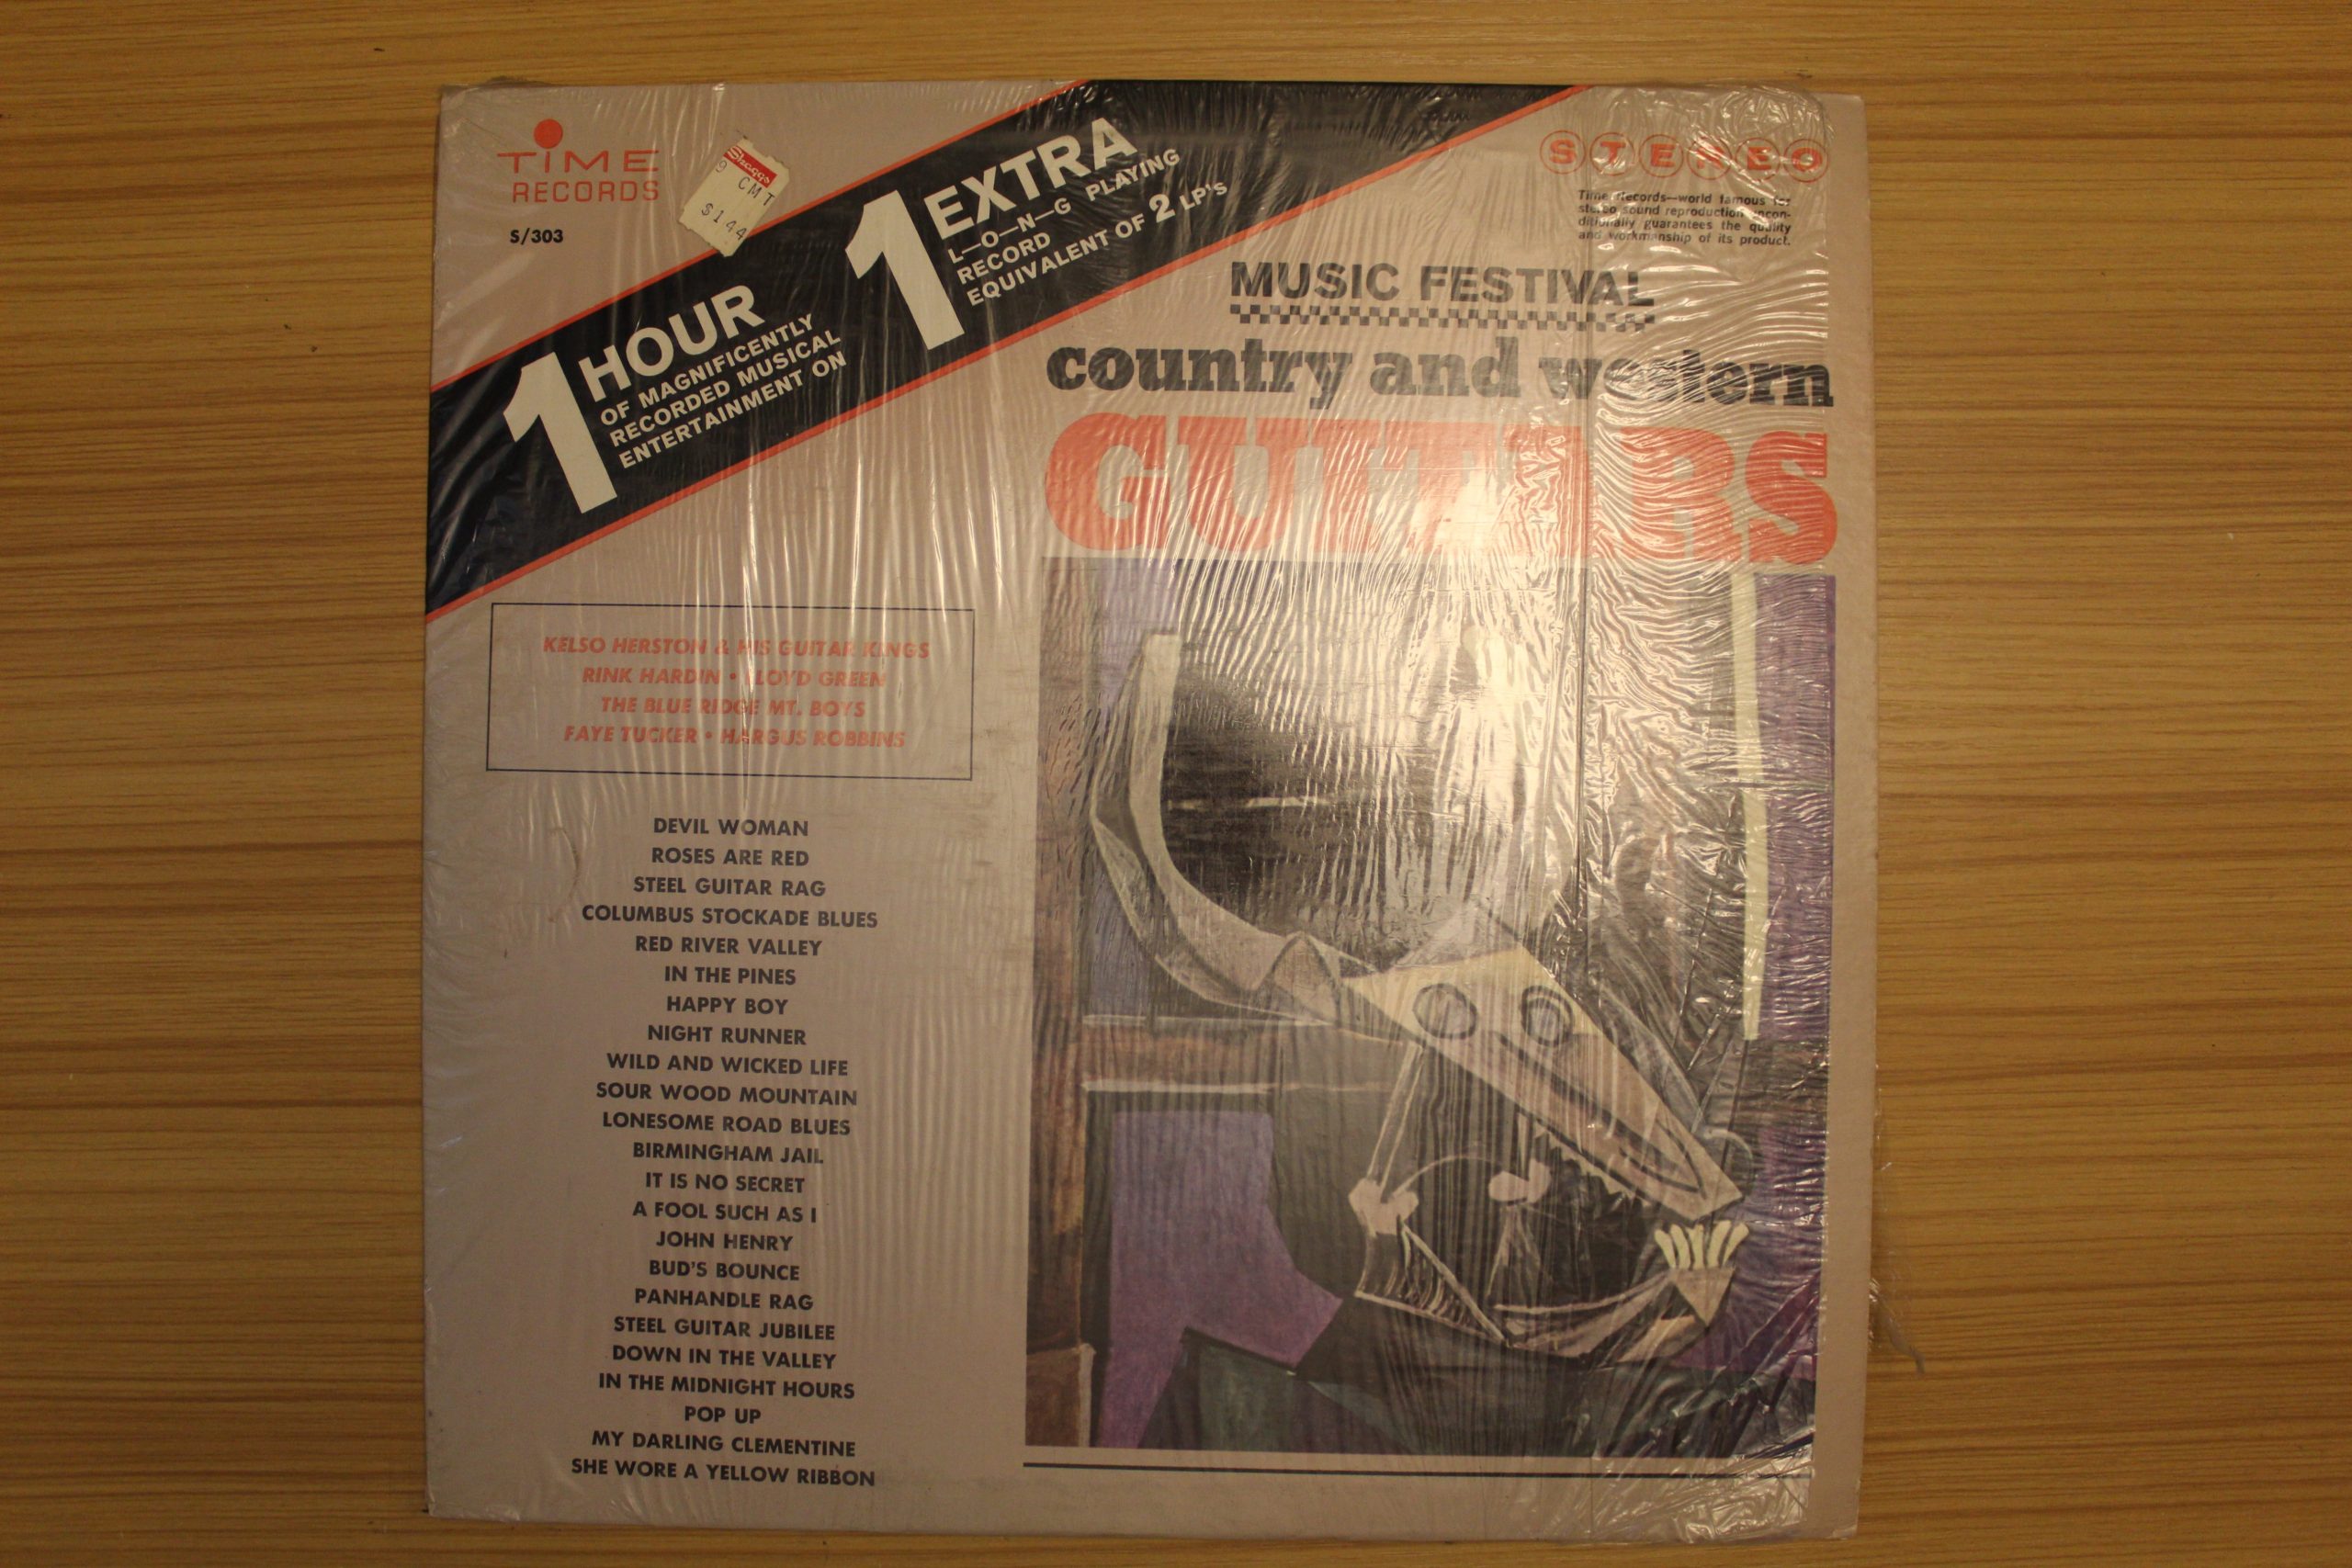 TIME
RECORDS
S/303
Skaggs
9 CMT
$1.44
1 HOUR
OF MAGNIFICENTLY
RECORDED MUSICAL
ENTERTAINMENT ON
1 EXTRA
L—O—N—G PLAYING
RECORD
EQUIVALENT OF 2 LP's
STEREO
Time Records—world famous for
stereo sound reproduction uncon-
ditionally guarantees the quality
and workmanship of its product.
MUSIC FESTIVAL
country and western
GUITARS
KELSO HERSTON & HIS GUITAR KINGS
RINK HARDIN • LLOYD GREEN
THE BLUE RIDGE MT. BOYS
FAYE TUCKER • HARGUS ROBBINS
DEVIL WOMAN
ROSES ARE RED
STEEL GUITAR RAG
COLUMBUS STOCKADE BLUES
RED RIVER VALLEY
IN THE PINES
HAPPY BOY
NIGHT RUNNER
WILD AND WICKED LIFE
SOUR WOOD MOUNTAIN
LONESOME ROAD BLUES
BIRMINGHAM JAIL
IT IS NO SECRET
A FOOL SUCH AS I
JOHN HENRY
BUD'S BOUNCE
PANHANDLE RAG
STEEL GUITAR JUBILEE
DOWN IN THE VALLEY
IN THE MIDNIGHT HOURS
POP UP
MY DARLING CLEMENTINE
SHE WORE A YELLOW RIBBON